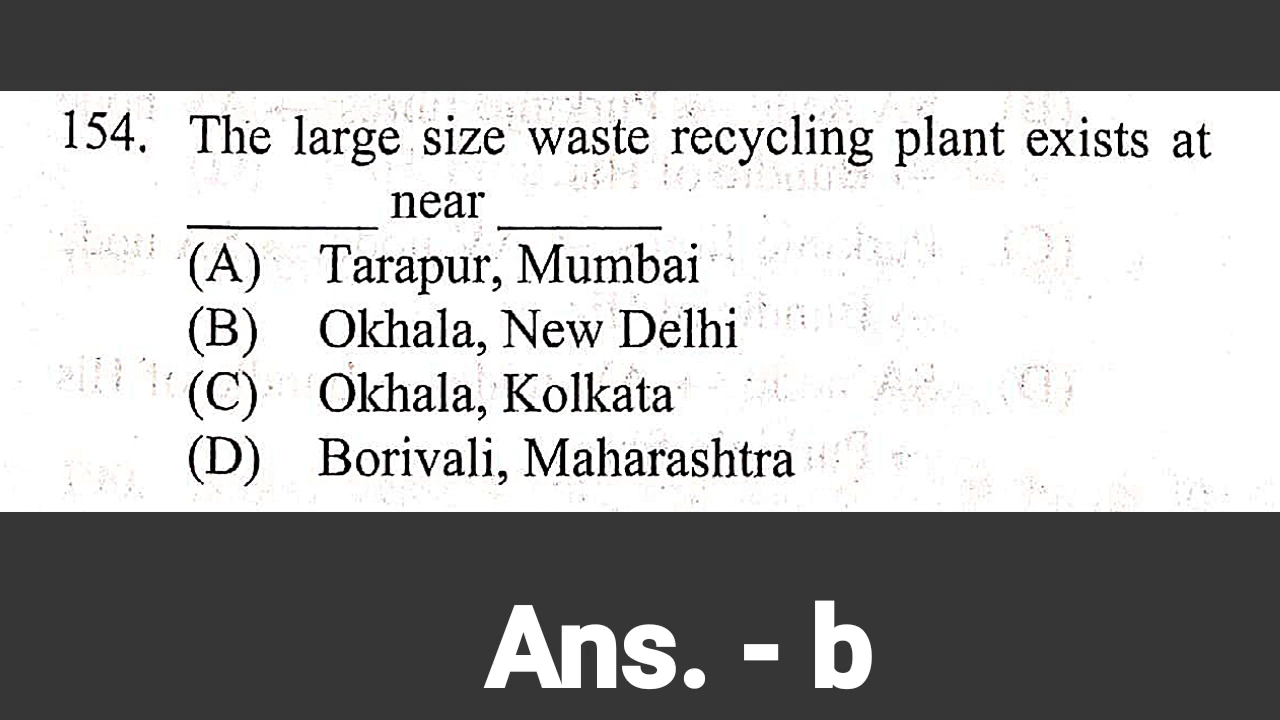 154. The large size waste recycling plant exists at
________ near _______
(A) Tarapur, Mumbai
(B) Okhala, New Delhi
(C) Okhala, Kolkata
(D) Borivali, Maharashtra
Ans. - b